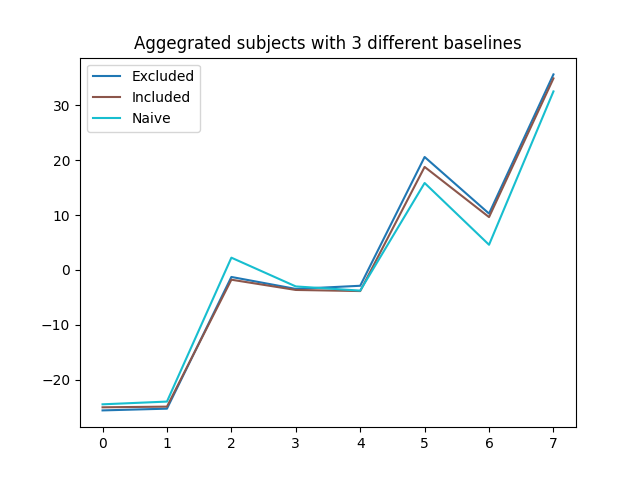 Aggegrated subjects with 3 different baselines
Excluded
Included
Naive
30
20
10
0
−10
−20
0 1 2 3 4 5 6 7